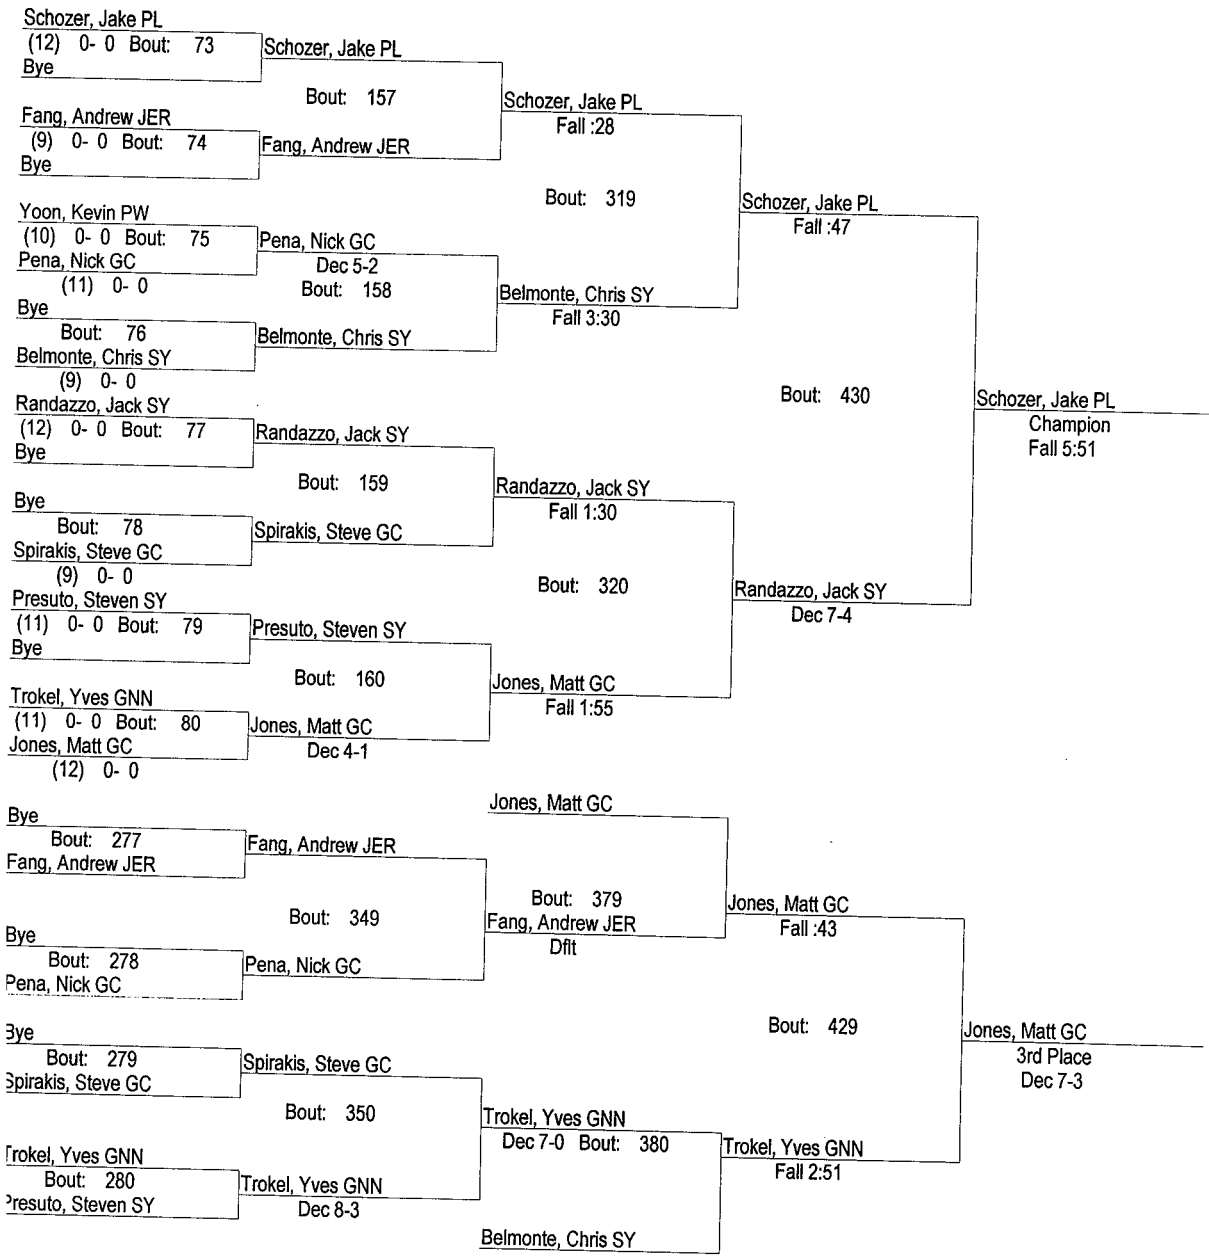 Schozer, Jake PL
(12) 0- 0 Bout: 73
Bye
Schozer, Jake PL
Bout: 157
Fang, Andrew JER
(9) 0- 0 Bout: 74
Bye
Fang, Andrew JER
Schozer, Jake PL
Fall :28
Bout: 319
Yoon, Kevin PW
(10) 0- 0 Bout: 75
Pena, Nick GC
(11) 0- 0
Pena, Nick GC
Dec 5-2
Bout: 158
Bye
Bout: 76
Belmonte, Chris SY
(9) 0- 0
Belmonte, Chris SY
Belmonte, Chris SY
Fall 3:30
Schozer, Jake PL
Fall :47
Bout: 430
Randazzo, Jack SY
(12) 0- 0 Bout: 77
Bye
Randazzo, Jack SY
Bout: 159
Bye
Bout: 78
Spirakis, Steve GC
(9) 0- 0
Spirakis, Steve GC
Randazzo, Jack SY
Fall 1:30
Bout: 320
Presuto, Steven SY
(11) 0- 0 Bout: 79
Bye
Presuto, Steven SY
Bout: 160
Trokel, Yves GNN
(11) 0- 0 Bout: 80
Jones, Matt GC
(12) 0- 0
Jones, Matt GC
Dec 4-1
Jones, Matt GC
Fall 1:55
Randazzo, Jack SY
Dec 7-4
Schozer, Jake PL
Champion
Fall 5:51
Jones, Matt GC
Bye
Bout: 277
Fang, Andrew JER
Fang, Andrew JER
Bout: 349
Bye
Bout: 278
Pena, Nick GC
Pena, Nick GC
Bout: 379
Fang, Andrew JER
Dflt
Jones, Matt GC
Fall :43
Bout: 429
Bye
Bout: 279
Spirakis, Steve GC
Spirakis, Steve GC
Bout: 350
Trokel, Yves GNN
Bout: 280
Presuto, Steven SY
Trokel, Yves GNN
Dec 8-3
Trokel, Yves GNN
Dec 7-0 Bout: 380
Belmonte, Chris SY
Trokel, Yves GNN
Fall 2:51
Jones, Matt GC
3rd Place
Dec 7-3